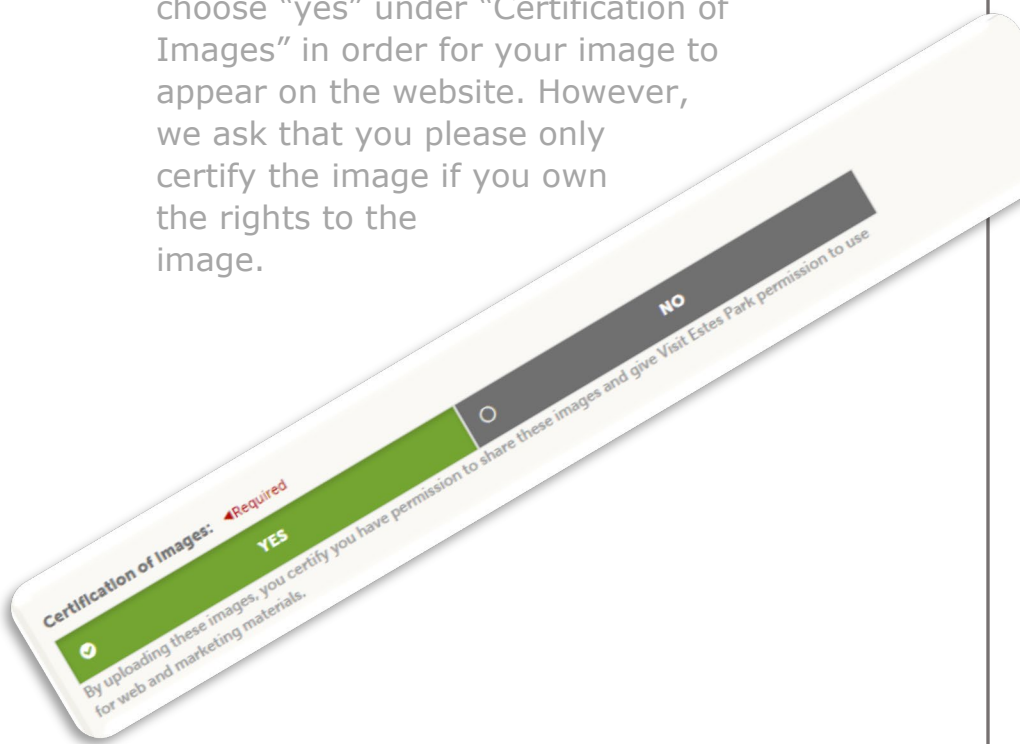 choose “yes” under “Certification of
Images” in order for your image to
appear on the website. However,
we ask that you please only
certify the image if you own
the rights to the
image.
Certification of Images: ◀Required
YES
NO
By uploading these images, you certify you have permission to share these images and give Visit Estes Park permission to use
for web and marketing materials.